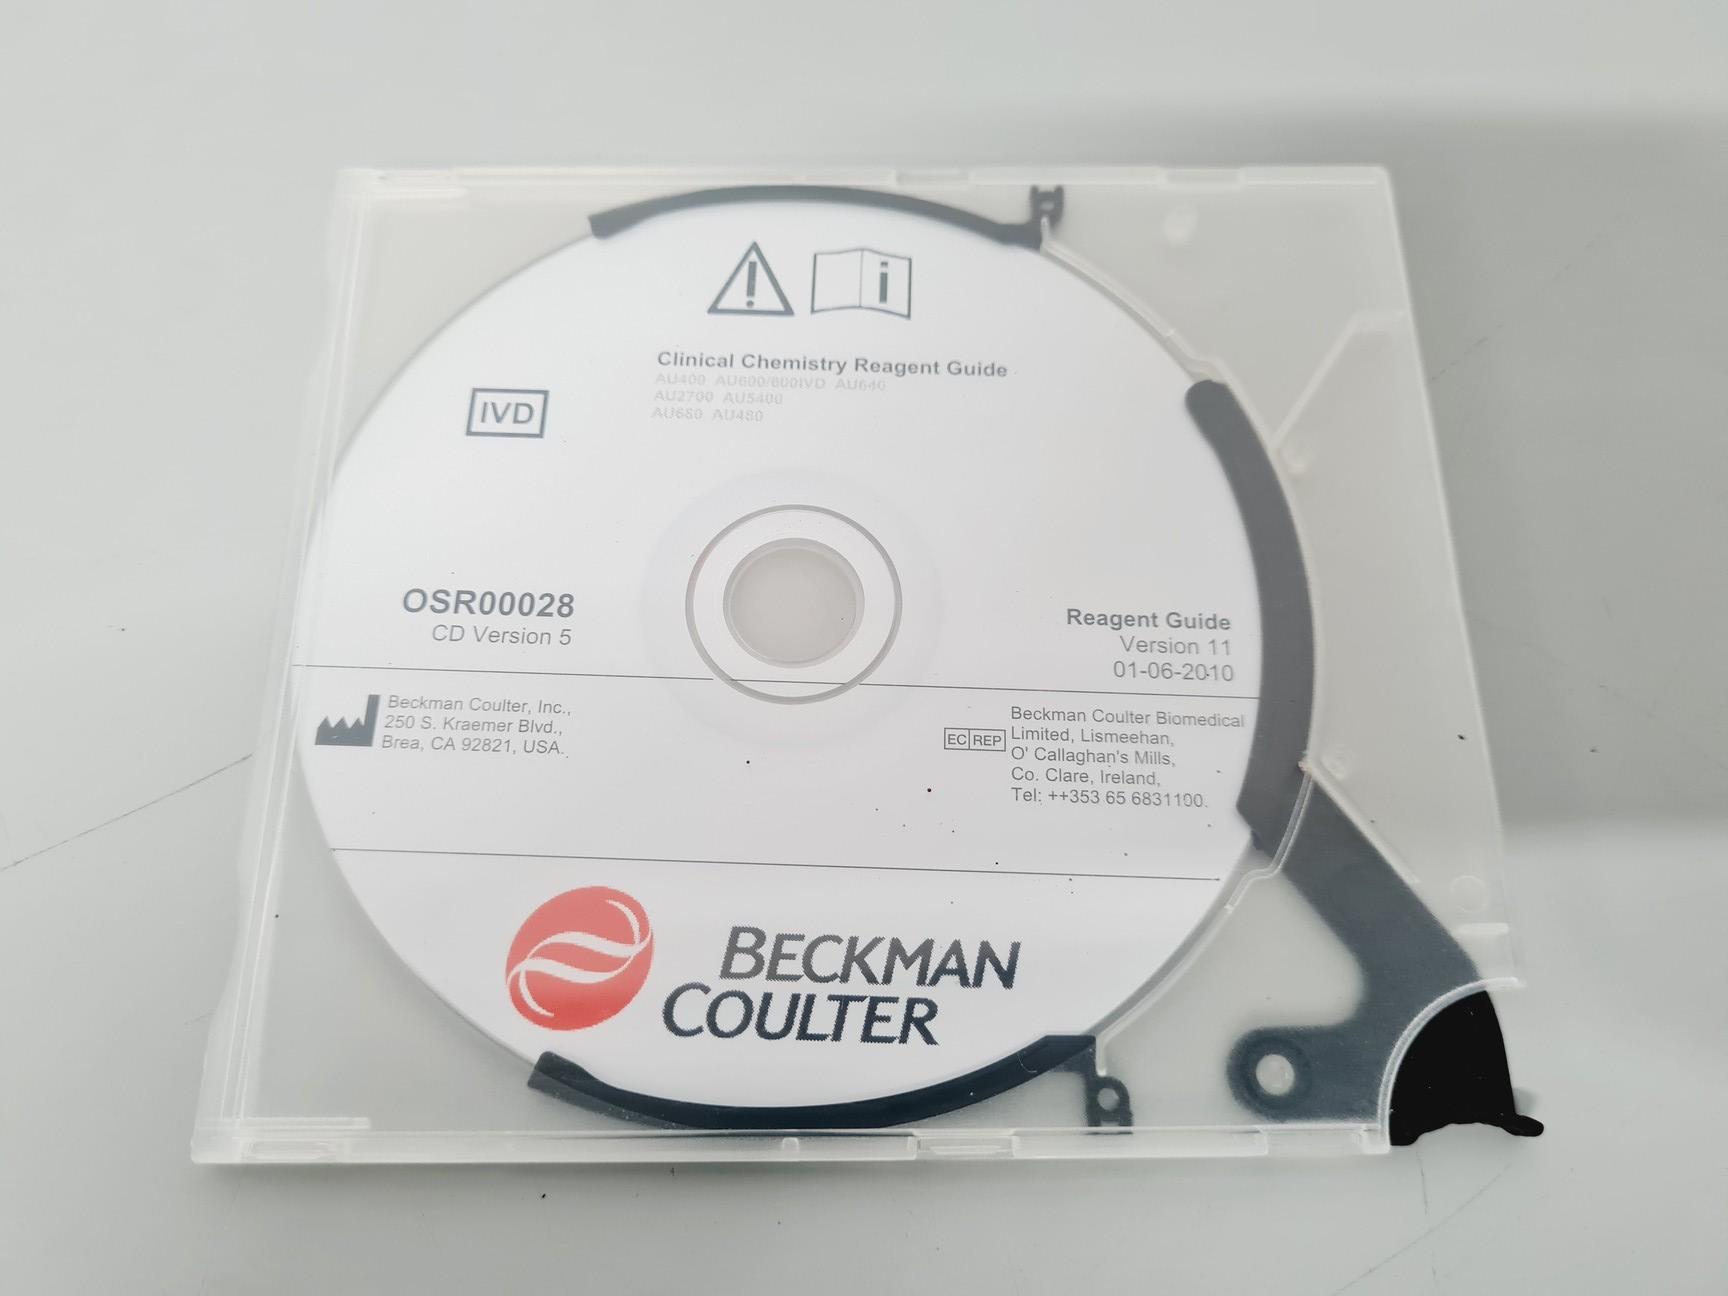 Clinical Chemistry Reagent Guide
AU400 AU600/600IVD AU640
AU2700 AU5400
AU680 AU480
IVD
OSR00028
CD Version 5
Reagent Guide
Version 11
01-06-2010
Beckman Coulter, Inc.,
250 S. Kraemer Blvd.,
Brea, CA 92821, USA.
EC REP
Beckman Coulter Biomedical
Limited, Lismeehan,
O' Callaghan's Mills,
Co. Clare, Ireland,
Tel: ++353 65 6831100.
BECKMAN
COULTER